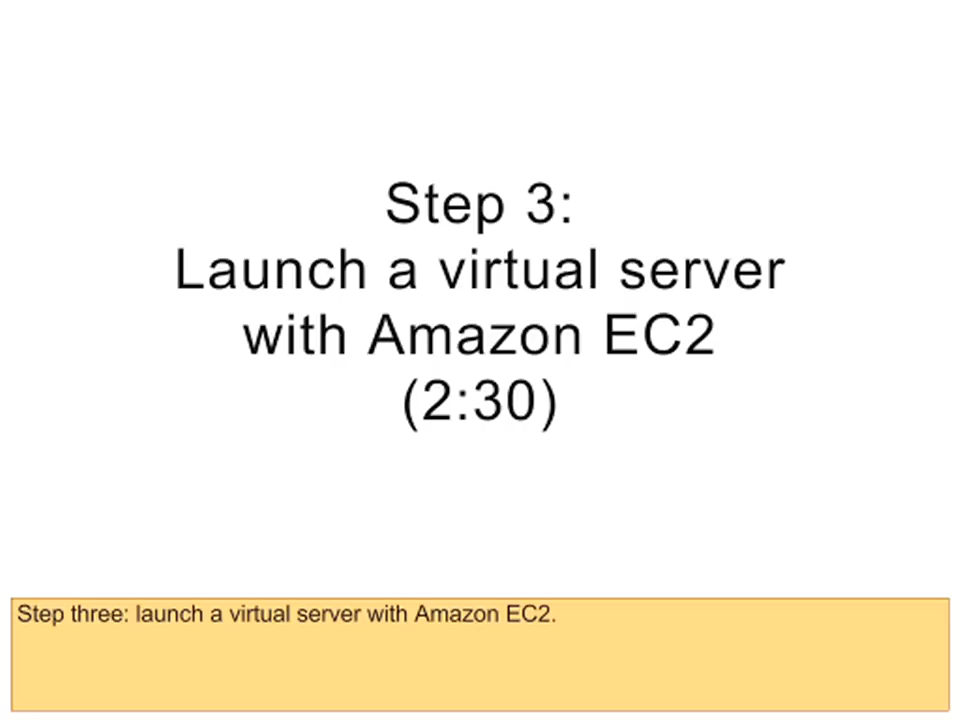 Step 3:
Launch a virtual server
with Amazon EC2
(2:30)
Step three: launch a virtual server with Amazon EC2.